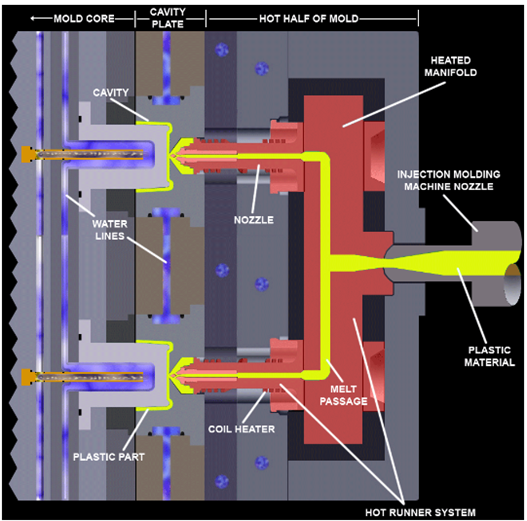 MOLD CORE
CAVITY
PLATE
HOT HALF OF MOLD
CAVITY
HEATED
MANIFOLD
INJECTION MOLDING
MACHINE NOZZLE
NOZZLE
WATER
LINES
PLASTIC
MATERIAL
MELT
PASSAGE
COIL HEATER
PLASTIC PART
HOT RUNNER SYSTEM